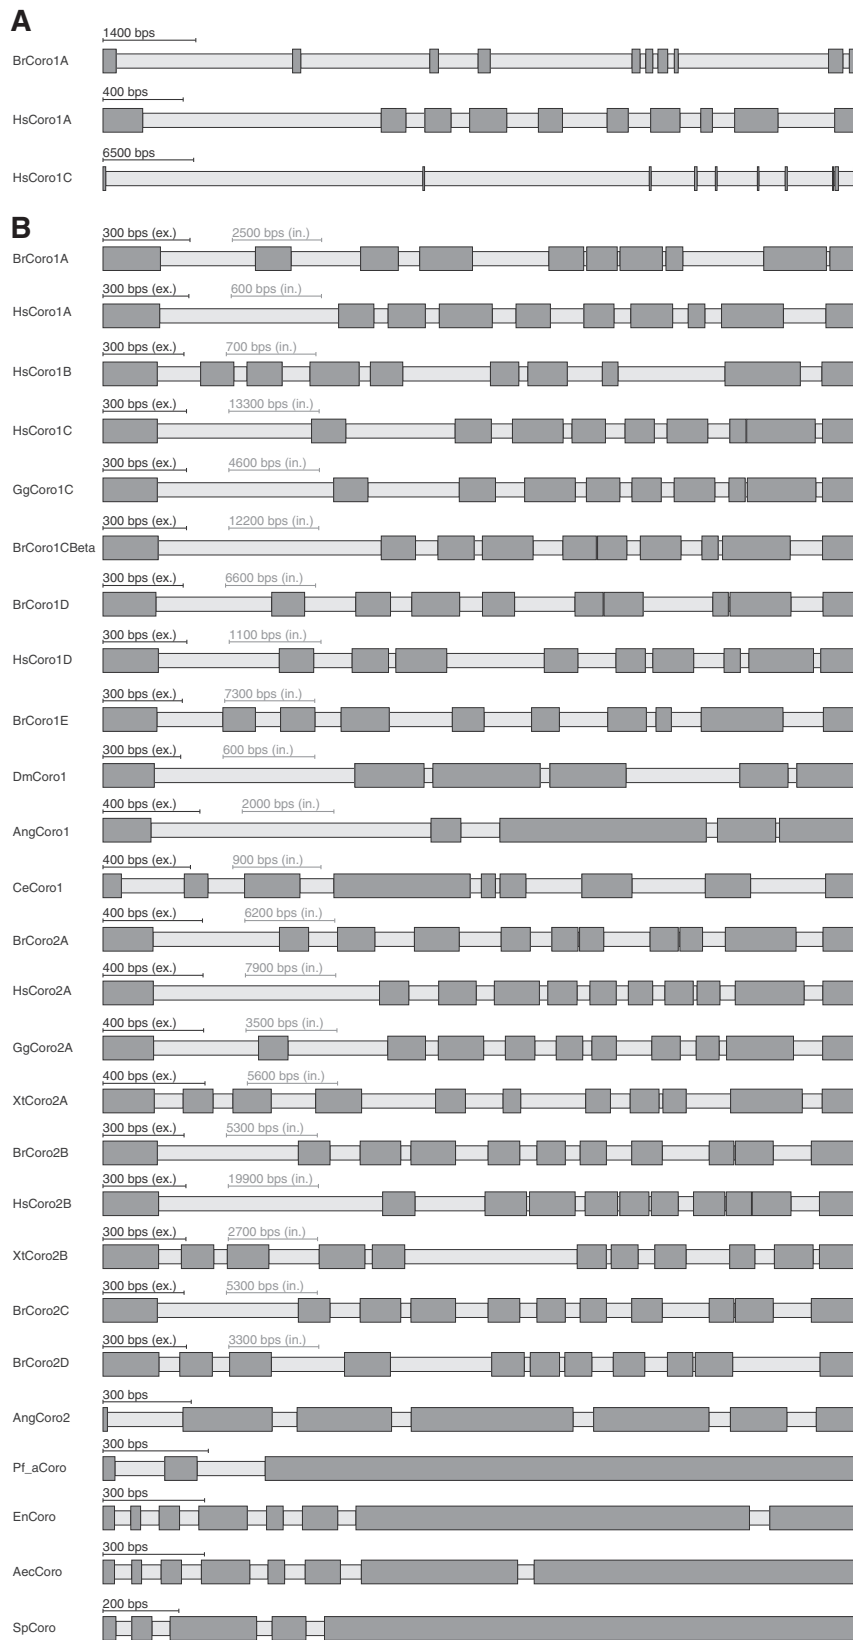 A
1400 bps
BrCoro1A
400 bps
HsCoro1A
6500 bps
HsCoro1C
B
300 bps (ex.) 2500 bps (in.)
BrCoro1A
300 bps (ex.) 600 bps (in.)
HsCoro1A
300 bps (ex.) 700 bps (in.)
HsCoro1B
300 bps (ex.) 13300 bps (in.)
HsCoro1C
300 bps (ex.) 4600 bps (in.)
GgCoro1C
300 bps (ex.) 12200 bps (in.)
BrCoro1CBeta
300 bps (ex.) 6600 bps (in.)
BrCoro1D
300 bps (ex.) 1100 bps (in.)
HsCoro1D
300 bps (ex.) 7300 bps (in.)
BrCoro1E
300 bps (ex.) 600 bps (in.)
DmCoro1
400 bps (ex.) 2000 bps (in.)
AngCoro1
400 bps (ex.) 900 bps (in.)
CeCoro1
400 bps (ex.) 6200 bps (in.)
BrCoro2A
400 bps (ex.) 7900 bps (in.)
HsCoro2A
400 bps (ex.) 3500 bps (in.)
GgCoro2A
400 bps (ex.) 5600 bps (in.)
XtCoro2A
300 bps (ex.) 5300 bps (in.)
BrCoro2B
300 bps (ex.) 19900 bps (in.)
HsCoro2B
300 bps (ex.) 2700 bps (in.)
XtCoro2B
300 bps (ex.) 5300 bps (in.)
BrCoro2C
300 bps (ex.) 3300 bps (in.)
BrCoro2D
300 bps
AngCoro2
300 bps
Pf_aCoro
300 bps
EnCoro
300 bps
AecCoro
200 bps
SpCoro